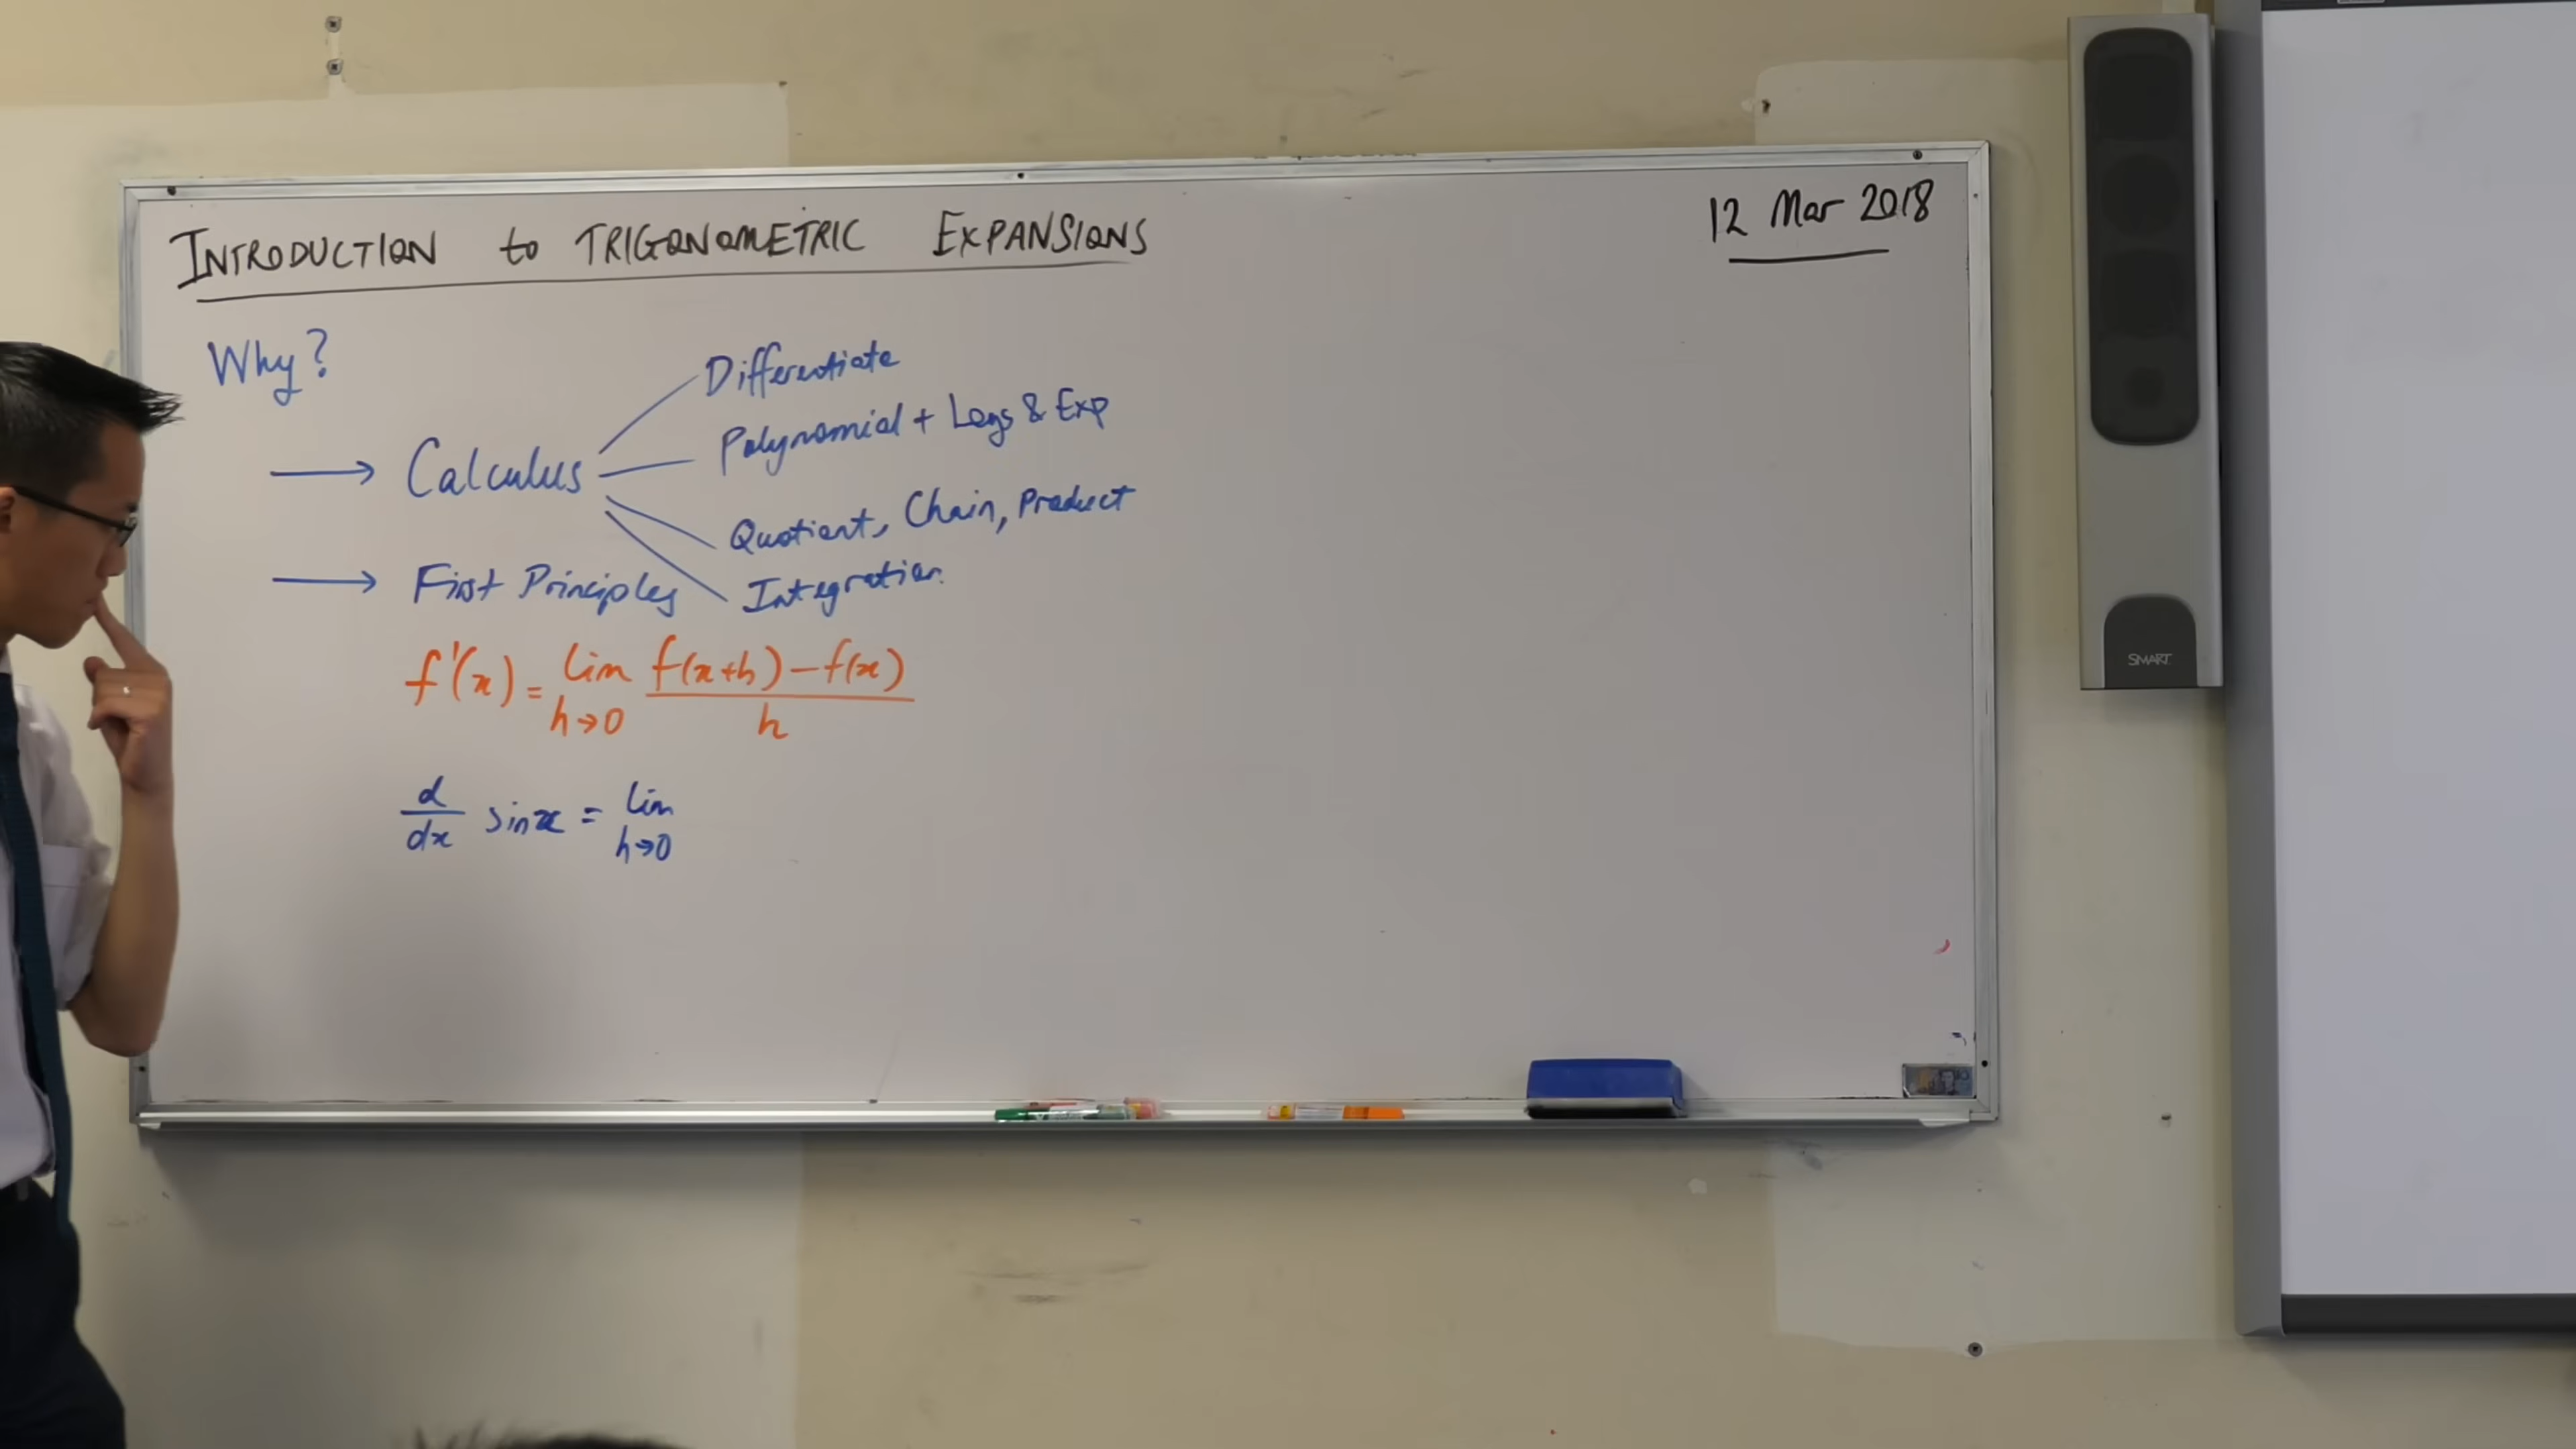 INTRODUCTION to TRIGONOMETRIC EXPANSIONS
12 Mar 2018
Why?
→ Calculus
Differentiate
Polynomial + Logs & Exp
Quotient, Chain, Product
Integration
→ First Principles
f'(x) = lim h→0 f(x+h) – f(x) / h
d/dx sin x = lim h→0
SMART